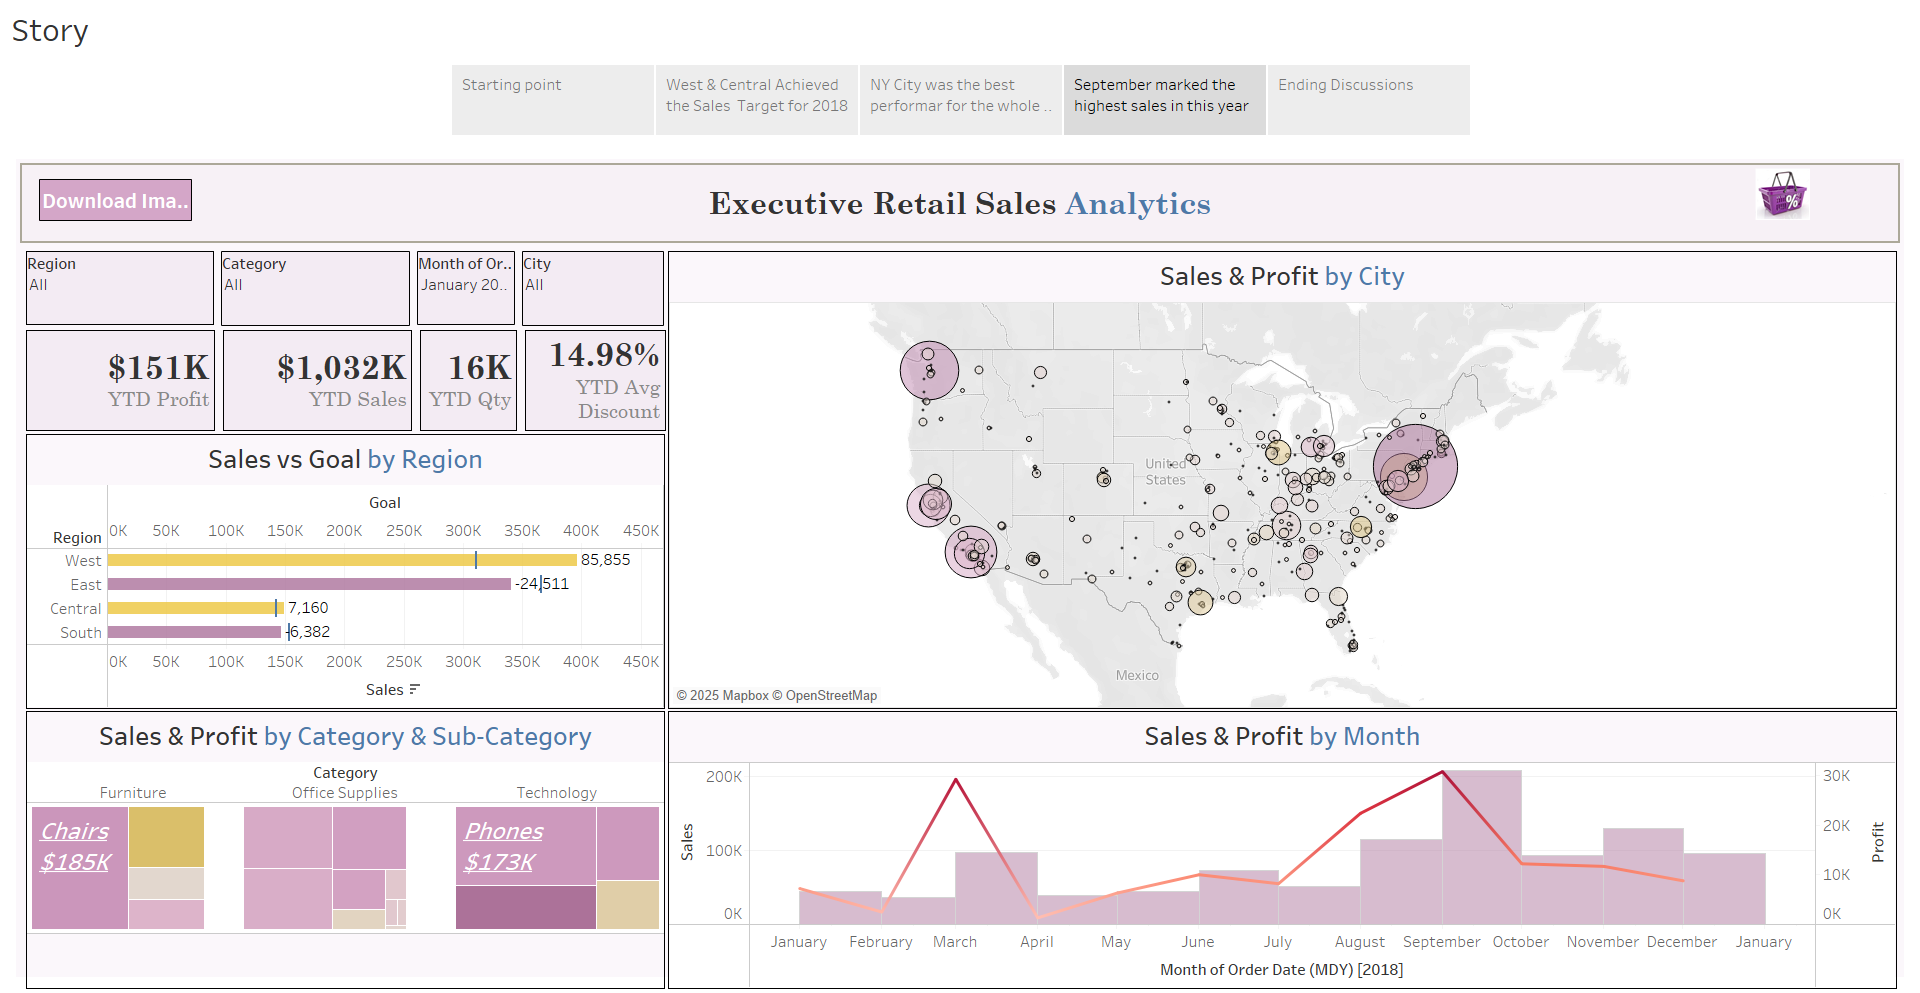 Story
Starting point
West & Central Achieved
the Sales Target for 2018
NY City was the best
performar for the whole ..
September marked the
highest sales in this year
Ending Discussions
Download Ima..
Executive Retail Sales Analytics
%
Region
All
Category
All
Month of Or..
January 20..
City
All
$151K
YTD Profit
$1,032K
YTD Sales
16K
YTD Qty
14.98%
YTD Avg
Discount
Sales vs Goal by Region
Goal
Region
0K 50K 100K 150K 200K 250K 300K 350K 400K 450K
West 85,855
East -24,511
Central 7,160
South -6,382
0K 50K 100K 150K 200K 250K 300K 350K 400K 450K
Sales
Sales & Profit by City
United
States
Mexico
© 2025 Mapbox © OpenStreetMap
Sales & Profit by Category & Sub-Category
Category
Furniture Office Supplies Technology
Chairs
$185K
Phones
$173K
Sales & Profit by Month
Sales
200K
100K
0K
30K
20K
10K
0K
Profit
January February March April May June July August September October November December January
Month of Order Date (MDY) [2018]